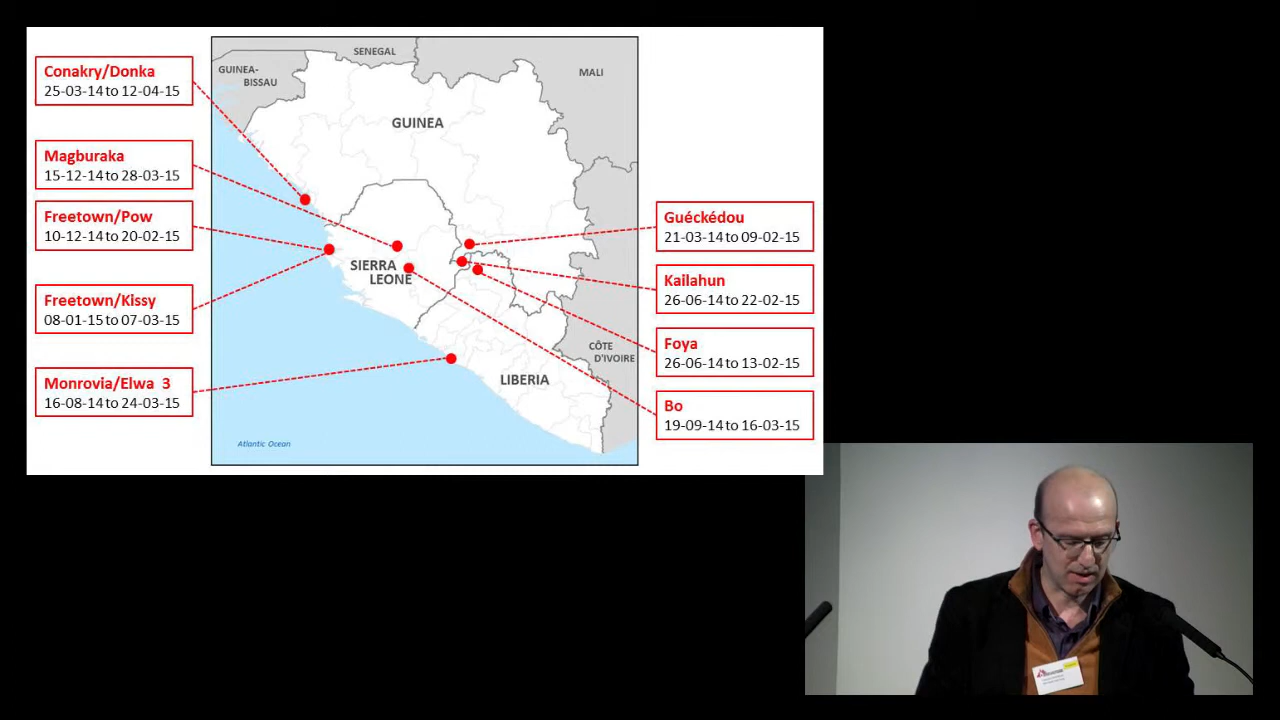 Conakry/Donka
25-03-14 to 12-04-15
Magburaka
15-12-14 to 28-03-15
Freetown/Pow
10-12-14 to 20-02-15
Freetown/Kissy
08-01-15 to 07-03-15
Monrovia/Elwa 3
16-08-14 to 24-03-15
SENEGAL
GUINEA-
BISSAU
MALI
GUINEA
SIERRA
LEONE
CÔTE
D'IVOIRE
LIBERIA
Atlantic Ocean
Guéckédou
21-03-14 to 09-02-15
Kailahun
26-06-14 to 22-02-15
Foya
26-06-14 to 13-02-15
Bo
19-09-14 to 16-03-15